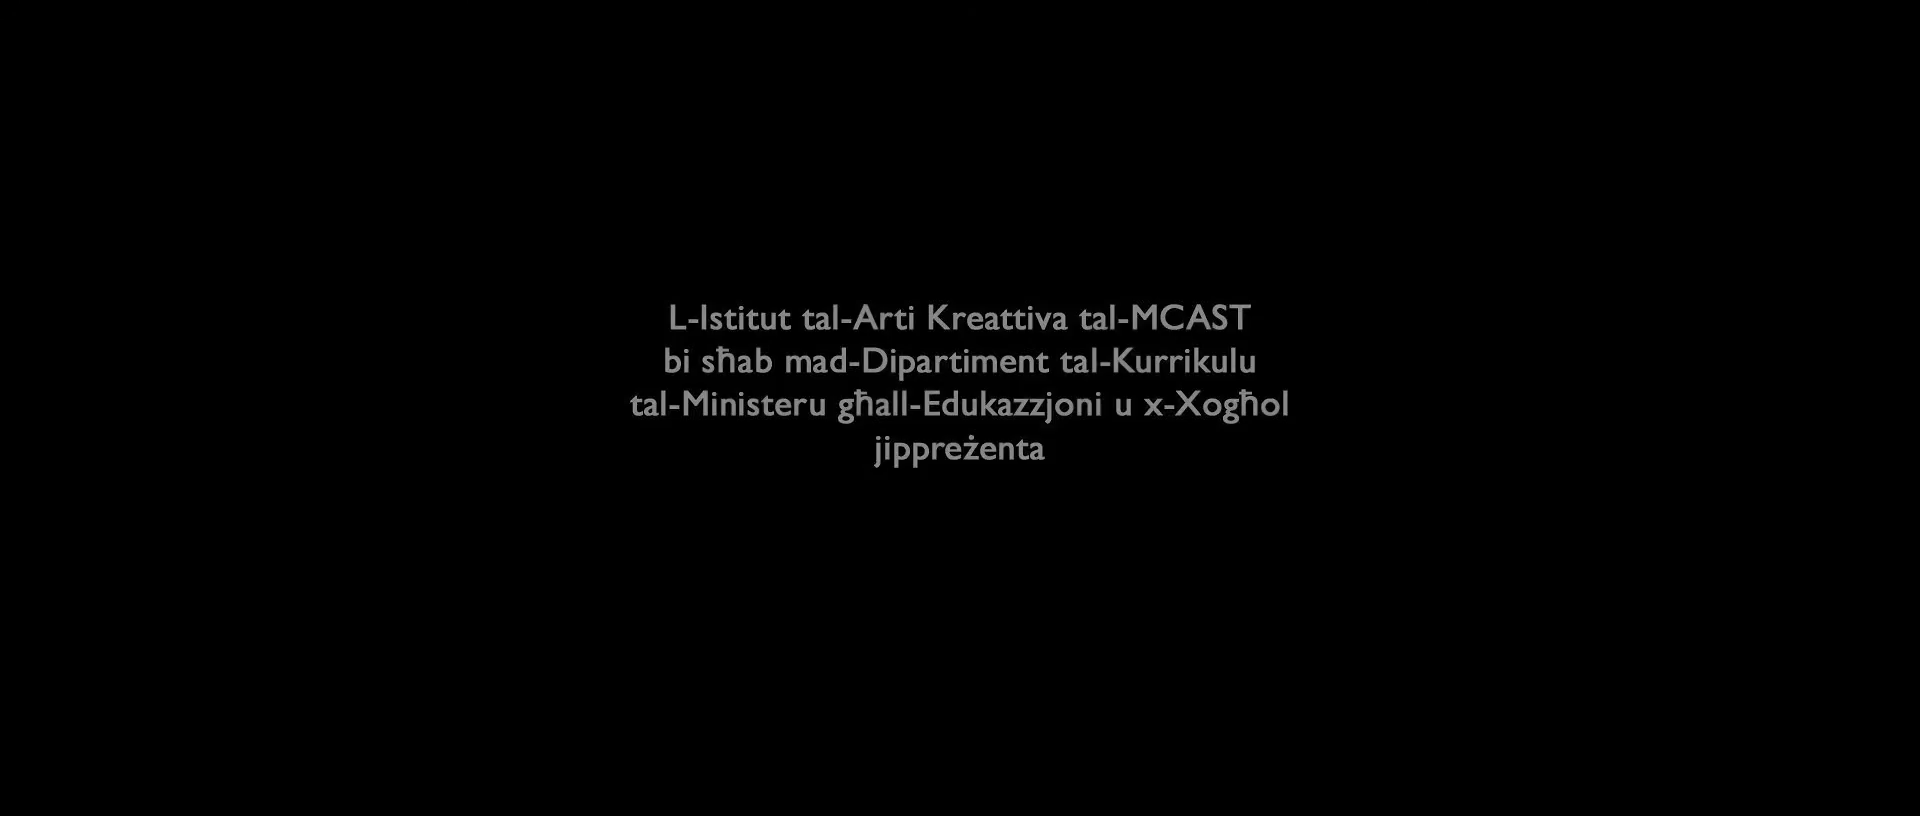 L-Istitut tal-Arti Kreattiva tal-MCAST
bi sħab mad-Dipartiment tal-Kurrikulu
tal-Ministeru għall-Edukazzjoni u x-Xogħol
jippreżenta